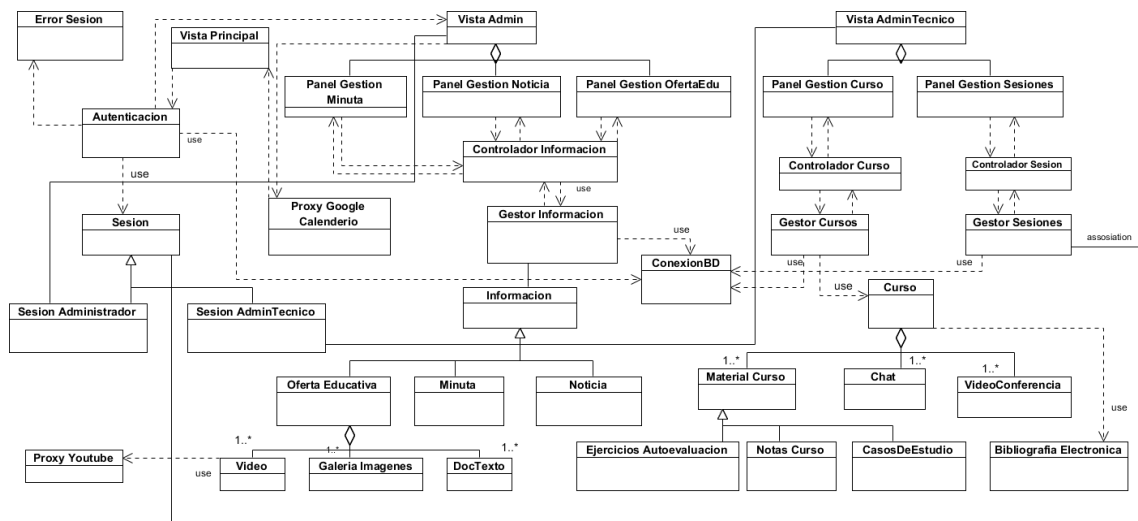 Error Sesion
Vista Admin
Vista AdminTecnico
Vista Principal
Panel Gestion
Minuta
Panel Gestion Noticia
Panel Gestion OfertaEdu
Panel Gestion Curso
Panel Gestion Sesiones
Autenticacion
use
Controlador Informacion
Controlador Curso
Controlador Sesion
use
use
Proxy Google
Calenderio
Sesión
Gestor Informacion
Gestor Cursos
Gestor Sesiones
use
assosiation
ConexionBD
use
use
Informacion
use
Curso
Sesion Administrador
Sesion AdminTecnico
1..*
1..*
1..*
Oferta Educativa
Minuta
Noticia
Material Curso
Chat
VideoConferencia
use
1..*
1..*
1..*
Ejercicios Autoevaluacion
Notas Curso
CasosDeEstudio
Bibliografia Electronica
Proxy Youtube
use
Video
Galeria Imagenes
DocTexto